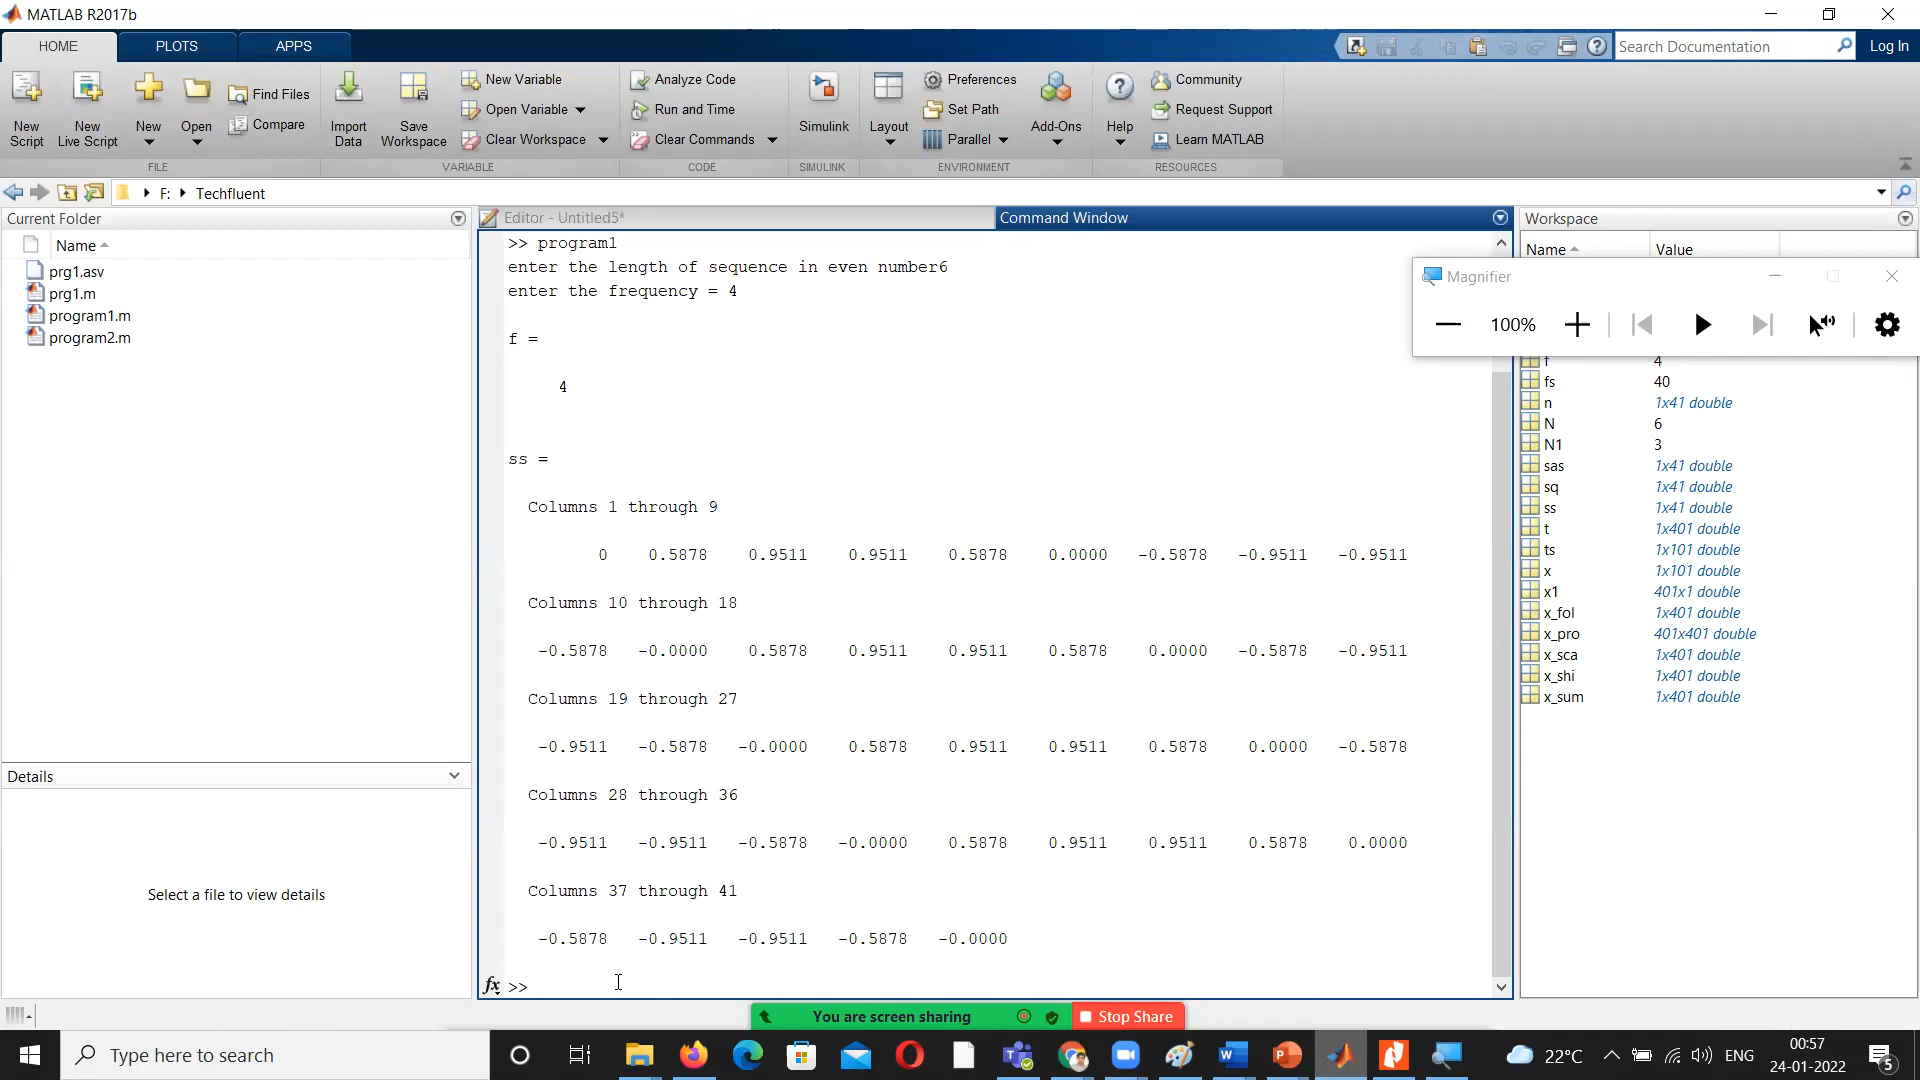 MATLAB R2017b
HOME PLOTS APPS
Search Documentation Log In
New Script
New Live Script
New
Open
Find Files
Compare
Import Data
Save Workspace
New Variable
Open Variable
Clear Workspace
Analyze Code
Run and Time
Clear Commands
Simulink
Layout
Preferences
Set Path
Parallel
Add-Ons
Help
Community
Request Support
Learn MATLAB
FILE VARIABLE CODE SIMULINK ENVIRONMENT RESOURCES
F: Techfluent
Current Folder
Name
prg1.asv
prg1.m
program1.m
program2.m
Details
Select a file to view details
Editor - Untitled5*
Command Window
>> program1
enter the length of sequence in even number6
enter the frequency = 4
f =
4
ss =
Columns 1 through 9
0 0.5878 0.9511 0.9511 0.5878 0.0000 -0.5878 -0.9511 -0.9511
Columns 10 through 18
-0.5878 -0.0000 0.5878 0.9511 0.9511 0.5878 0.0000 -0.5878 -0.9511
Columns 19 through 27
-0.9511 -0.5878 -0.0000 0.5878 0.9511 0.9511 0.5878 0.0000 -0.5878
Columns 28 through 36
-0.9511 -0.9511 -0.5878 -0.0000 0.5878 0.9511 0.9511 0.5878 0.0000
Columns 37 through 41
-0.5878 -0.9511 -0.9511 -0.5878 -0.0000
fx >>
Workspace
Name Value
Magnifier
100%
f 4
fs 40
n 1x41 double
N 6
N1 3
sas 1x41 double
sq 1x41 double
ss 1x41 double
t 1x401 double
ts 1x101 double
x 1x101 double
x1 401x1 double
x_fol 1x401 double
x_pro 401x401 double
x_sca 1x401 double
x_shi 1x401 double
x_sum 1x401 double
You are screen sharing Stop Share
Type here to search
22°C ENG
00:57
24-01-2022
5